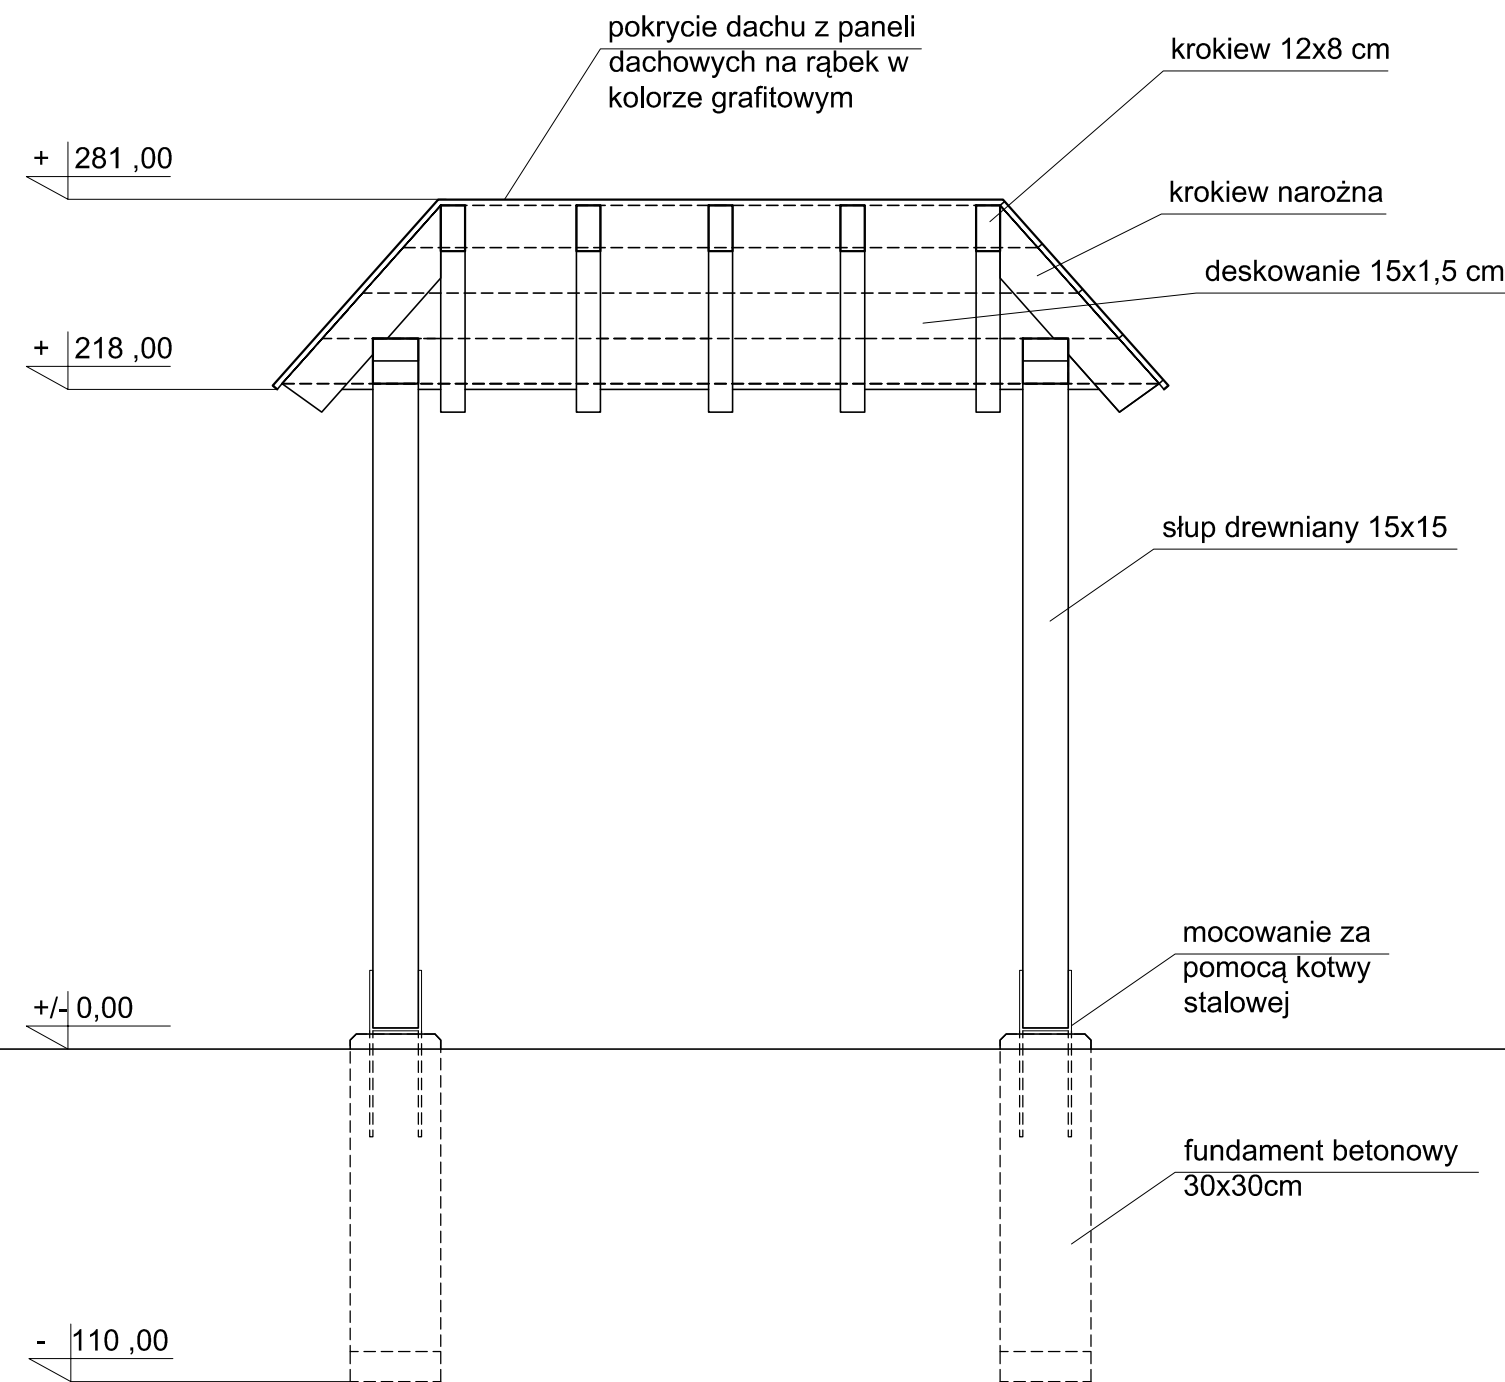 pokrycie dachu z paneli
dachowych na rąbek w
kolorze grafitowym
krokiew 12x8 cm
+ 281 ,00
krokiew narożna
deskowanie 15x1,5 cm
+ 218 ,00
słup drewniany 15x15
mocowanie za
pomocą kotwy
stalowej
+/- 0,00
fundament betonowy
30x30cm
- 110 ,00